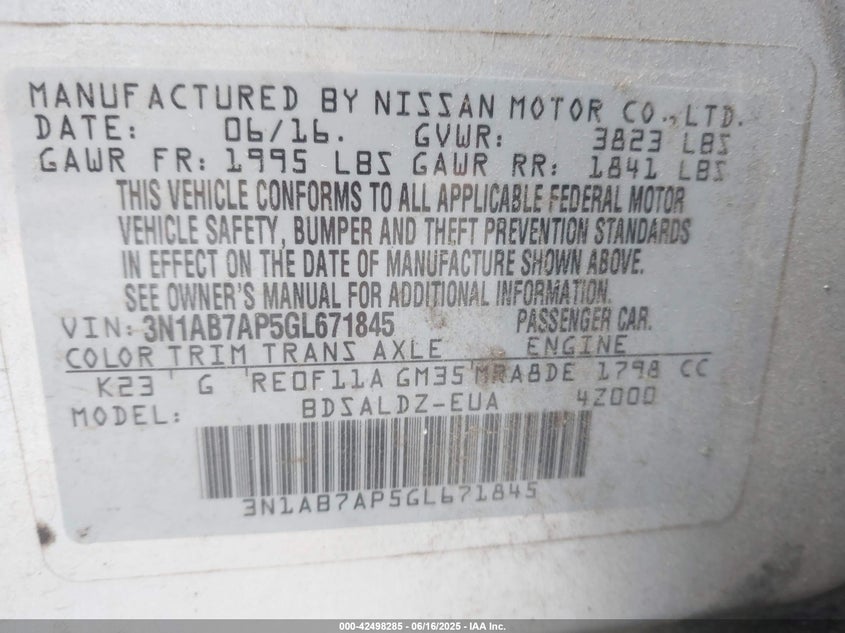 MANUFACTURED BY NISSAN MOTOR CO.,LTD.
DATE: 06/16. GVWR: 3823 LBS
GAWR FR: 1995 LBS GAWR RR: 1841 LBS
THIS VEHICLE CONFORMS TO ALL APPLICABLE FEDERAL MOTOR
VEHICLE SAFETY, BUMPER AND THEFT PREVENTION STANDARDS
IN EFFECT ON THE DATE OF MANUFACTURE SHOWN ABOVE.
SEE OWNER'S MANUAL FOR ADDITIONAL INFORMATION.
VIN: 3N1AB7AP5GL671845 PASSENGER CAR.
COLOR TRIM TRANS AXLE ENGINE
K23 G RE0F11A GM35 MRA8DE 1798 CC
MODEL: BDSALDZ-EUA 4Z000
3N1AB7AP5GL671845
000-42498285 - 06/16/2025 - IAA Inc.